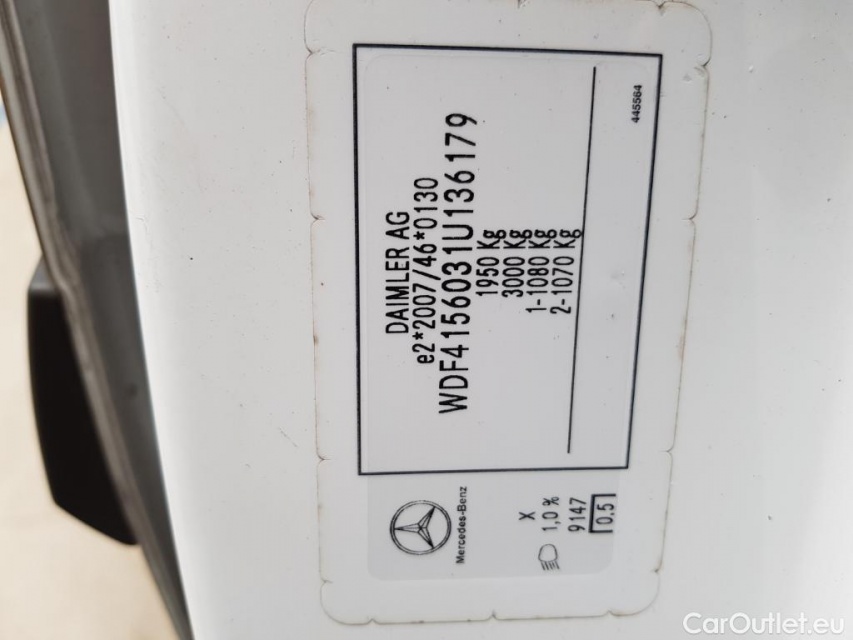 DAIMLER AG
e2*2007/46*0130
WDF4156031U136179
1950 Kg
3000 Kg
1-1080 Kg
2-1070 Kg
445564
Mercedes-Benz
X
1,0 %
9147
0.5
CarOutlet.eu